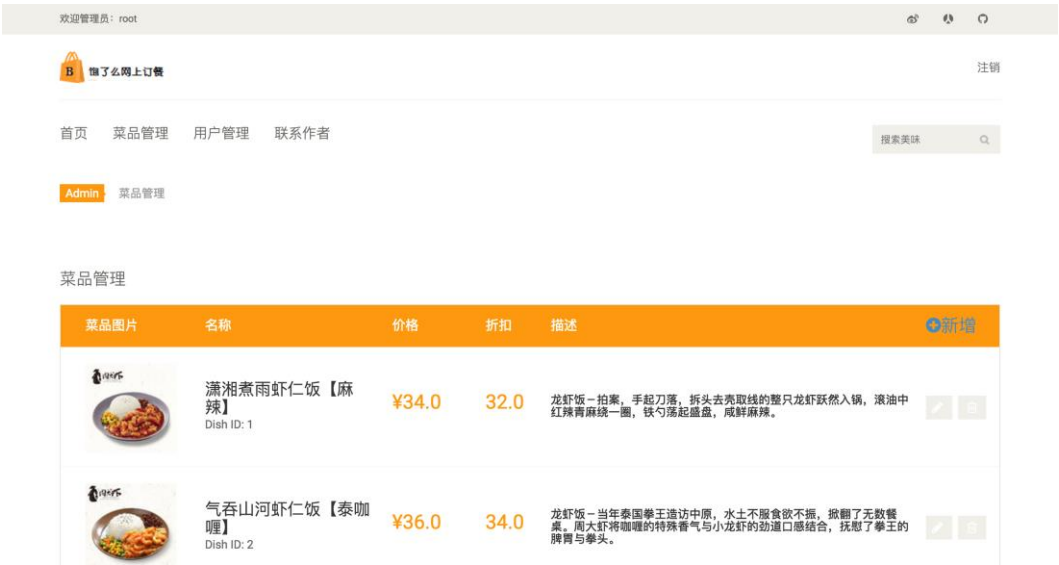 欢迎管理员：root
B 饱了么网上订餐
注销
首页 菜品管理 用户管理 联系作者
搜索美味
Admin 菜品管理
菜品管理
菜品图片 名称 价格 折扣 描述 新增
潇湘煮雨虾仁饭【麻
辣】
Dish ID: 1
¥34.0 32.0
龙虾饭－拍案，手起刀落，拆头去壳取线的整只龙虾跃然入锅，滚油中
红辣青麻绕一圈，铁勺荡起盛盘，咸鲜麻辣。
气吞山河虾仁饭【泰咖
喱】
Dish ID: 2
¥36.0 34.0
龙虾饭－当年泰国拳王造访中原，水土不服食欲不振，掀翻了无数餐
桌。周大虾将咖喱的特殊香气与小龙虾的劲道口感结合，抚慰了拳王的
脾胃与拳头。